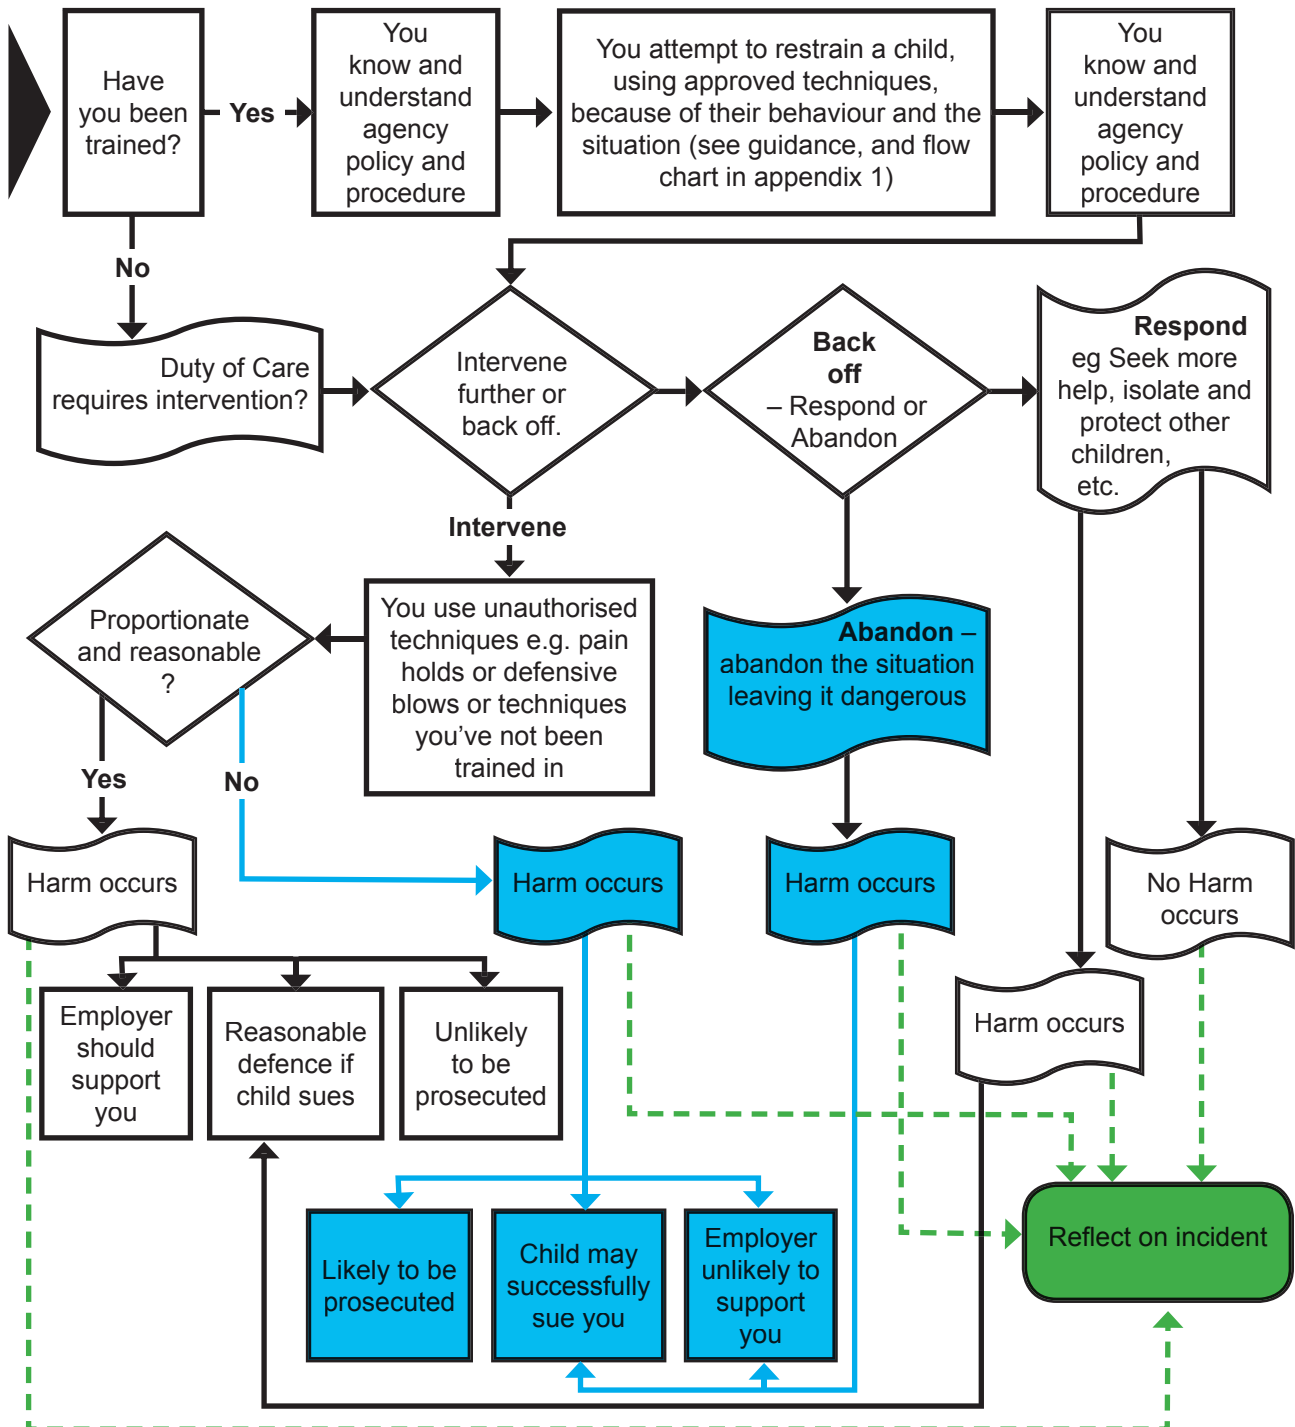 Have
you been
trained?
Yes
You
know and
understand
agency
policy and
procedure
You attempt to restrain a child,
using approved techniques,
because of their behaviour and the
situation (see guidance, and flow
chart in appendix 1)
You
know and
understand
agency
policy and
procedure
No
Duty of Care
requires intervention?
Intervene
further or
back off.
Back
off
– Respond or
Abandon
Respond
eg Seek more
help, isolate and
protect other
children,
etc.
Intervene
Proportionate
and reasonable
?
You use unauthorised
techniques e.g. pain
holds or defensive
blows or techniques
you’ve not been
trained in
Abandon –
abandon the situation
leaving it dangerous
Yes
No
Harm occurs
Harm occurs
Harm occurs
No Harm
occurs
Harm occurs
Employer
should
support
you
Reasonable
defence if
child sues
Unlikely
to be
prosecuted
Likely to be
prosecuted
Child may
successfully
sue you
Employer
unlikely to
support
you
Reflect on incident